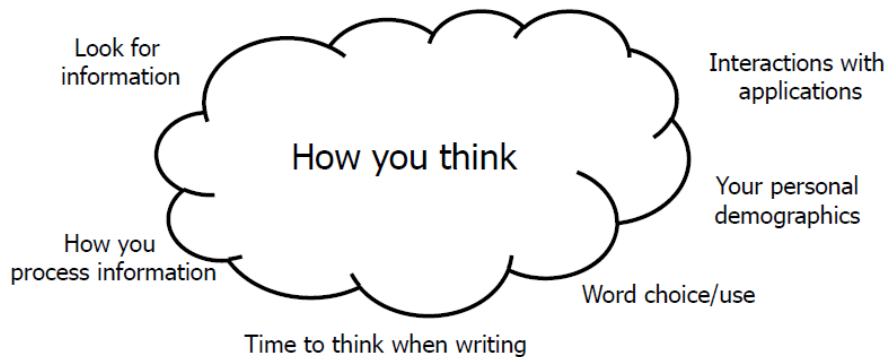 Look for
information
Interactions with
applications
How you think
Your personal
demographics
How you
process information
Word choice/use
Time to think when writing